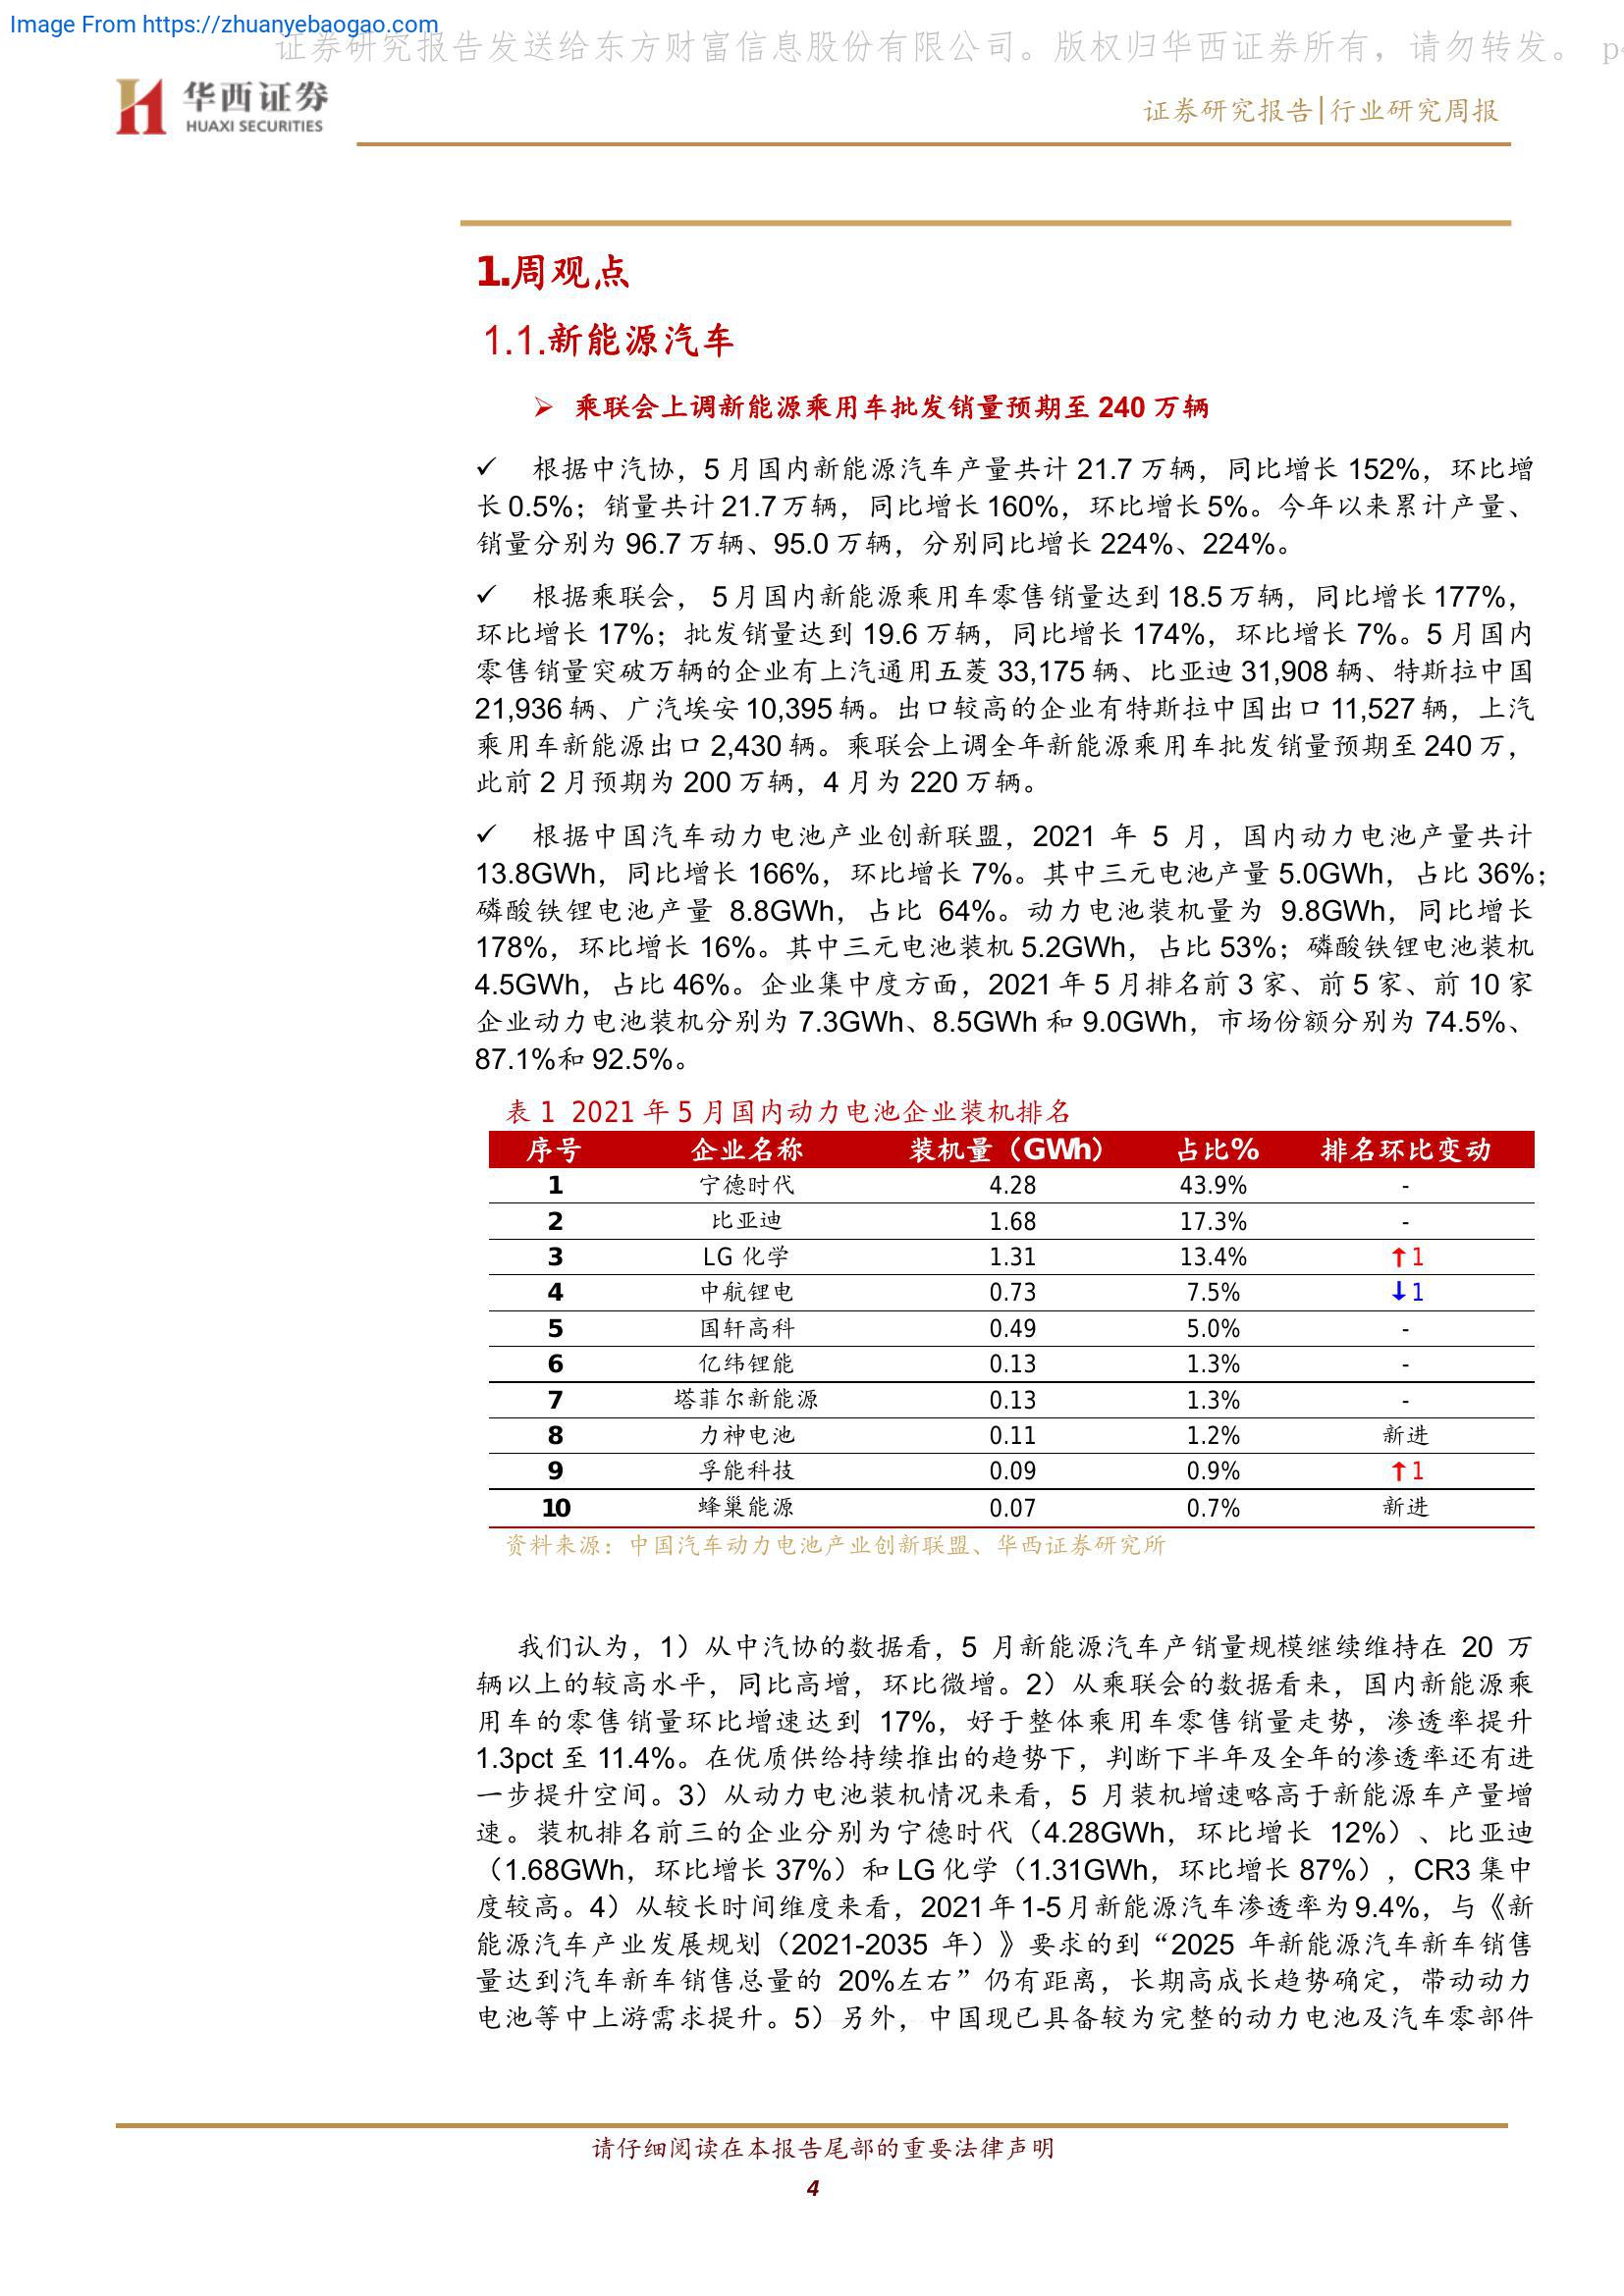 Image From https://zhuanyebaogao.com
证券研究报告发送给东方财富信息股份有限公司。版权归华西证券所有，请勿转发。 p
华西证券
HUAXI SECURITIES
证券研究报告|行业研究周报
1.周观点
1.1.新能源汽车
➢ 乘联会上调新能源乘用车批发销量预期至 240 万辆
✓ 根据中汽协，5 月国内新能源汽车产量共计 21.7 万辆，同比增长 152%，环比增
长 0.5%；销量共计 21.7 万辆，同比增长 160%，环比增长 5%。今年以来累计产量、
销量分别为 96.7 万辆、95.0 万辆，分别同比增长 224%、224%。
✓ 根据乘联会， 5 月国内新能源乘用车零售销量达到 18.5 万辆，同比增长 177%，
环比增长 17%；批发销量达到 19.6 万辆，同比增长 174%，环比增长 7%。5 月国内
零售销量突破万辆的企业有上汽通用五菱 33,175 辆、比亚迪 31,908 辆、特斯拉中国
21,936 辆、广汽埃安 10,395 辆。出口较高的企业有特斯拉中国出口 11,527 辆，上汽
乘用车新能源出口 2,430 辆。乘联会上调全年新能源乘用车批发销量预期至 240 万，
此前 2 月预期为 200 万辆，4 月为 220 万辆。
✓ 根据中国汽车动力电池产业创新联盟，2021 年 5 月，国内动力电池产量共计
13.8GWh，同比增长 166%，环比增长 7%。其中三元电池产量 5.0GWh，占比 36%；
磷酸铁锂电池产量 8.8GWh，占比 64%。动力电池装机量为 9.8GWh，同比增长
178%，环比增长 16%。其中三元电池装机 5.2GWh，占比 53%；磷酸铁锂电池装机
4.5GWh，占比 46%。企业集中度方面，2021 年 5 月排名前 3 家、前 5 家、前 10 家
企业动力电池装机分别为 7.3GWh、8.5GWh 和 9.0GWh，市场份额分别为 74.5%、
87.1%和 92.5%。
表 1 2021 年 5 月国内动力电池企业装机排名
序号 企业名称 装机量（GWh） 占比% 排名环比变动
1 宁德时代 4.28 43.9% -
2 比亚迪 1.68 17.3% -
3 LG 化学 1.31 13.4% ↑1
4 中航锂电 0.73 7.5% ↓1
5 国轩高科 0.49 5.0% -
6 亿纬锂能 0.13 1.3% -
7 塔菲尔新能源 0.13 1.3% -
8 力神电池 0.11 1.2% 新进
9 孚能科技 0.09 0.9% ↑1
10 蜂巢能源 0.07 0.7% 新进
资料来源：中国汽车动力电池产业创新联盟、华西证券研究所
我们认为，1）从中汽协的数据看，5 月新能源汽车产销量规模继续维持在 20 万
辆以上的较高水平，同比高增，环比微增。2）从乘联会的数据看来，国内新能源乘
用车的零售销量环比增速达到 17%，好于整体乘用车零售销量走势，渗透率提升
1.3pct 至 11.4%。在优质供给持续推出的趋势下，判断下半年及全年的渗透率还有进
一步提升空间。3）从动力电池装机情况来看，5 月装机增速略高于新能源车产量增
速。装机排名前三的企业分别为宁德时代（4.28GWh，环比增长 12%）、比亚迪
（1.68GWh，环比增长 37%）和 LG 化学（1.31GWh，环比增长 87%），CR3 集中
度较高。4）从较长时间维度来看，2021 年 1-5 月新能源汽车渗透率为 9.4%，与《新
能源汽车产业发展规划（2021-2035 年）》要求的到“2025 年新能源汽车新车销售
量达到汽车新车销售总量的 20%左右”仍有距离，长期高成长趋势确定，带动动力
电池等中上游需求提升。5）另外，中国现已具备较为完整的动力电池及汽车零部件
请仔细阅读在本报告尾部的重要法律声明
4